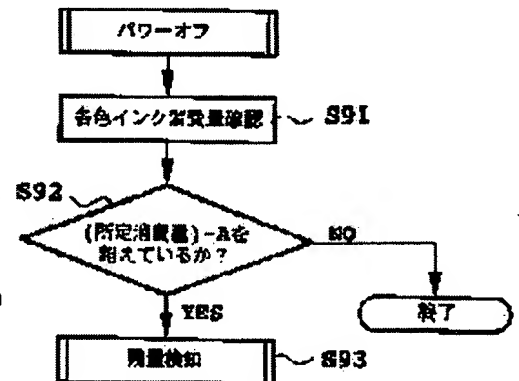 パワーオフ
各色インク消費量確認
S91
S92
(所定消費量)-Aを
超えているか?
NO
終了
YES
残量検知
S93